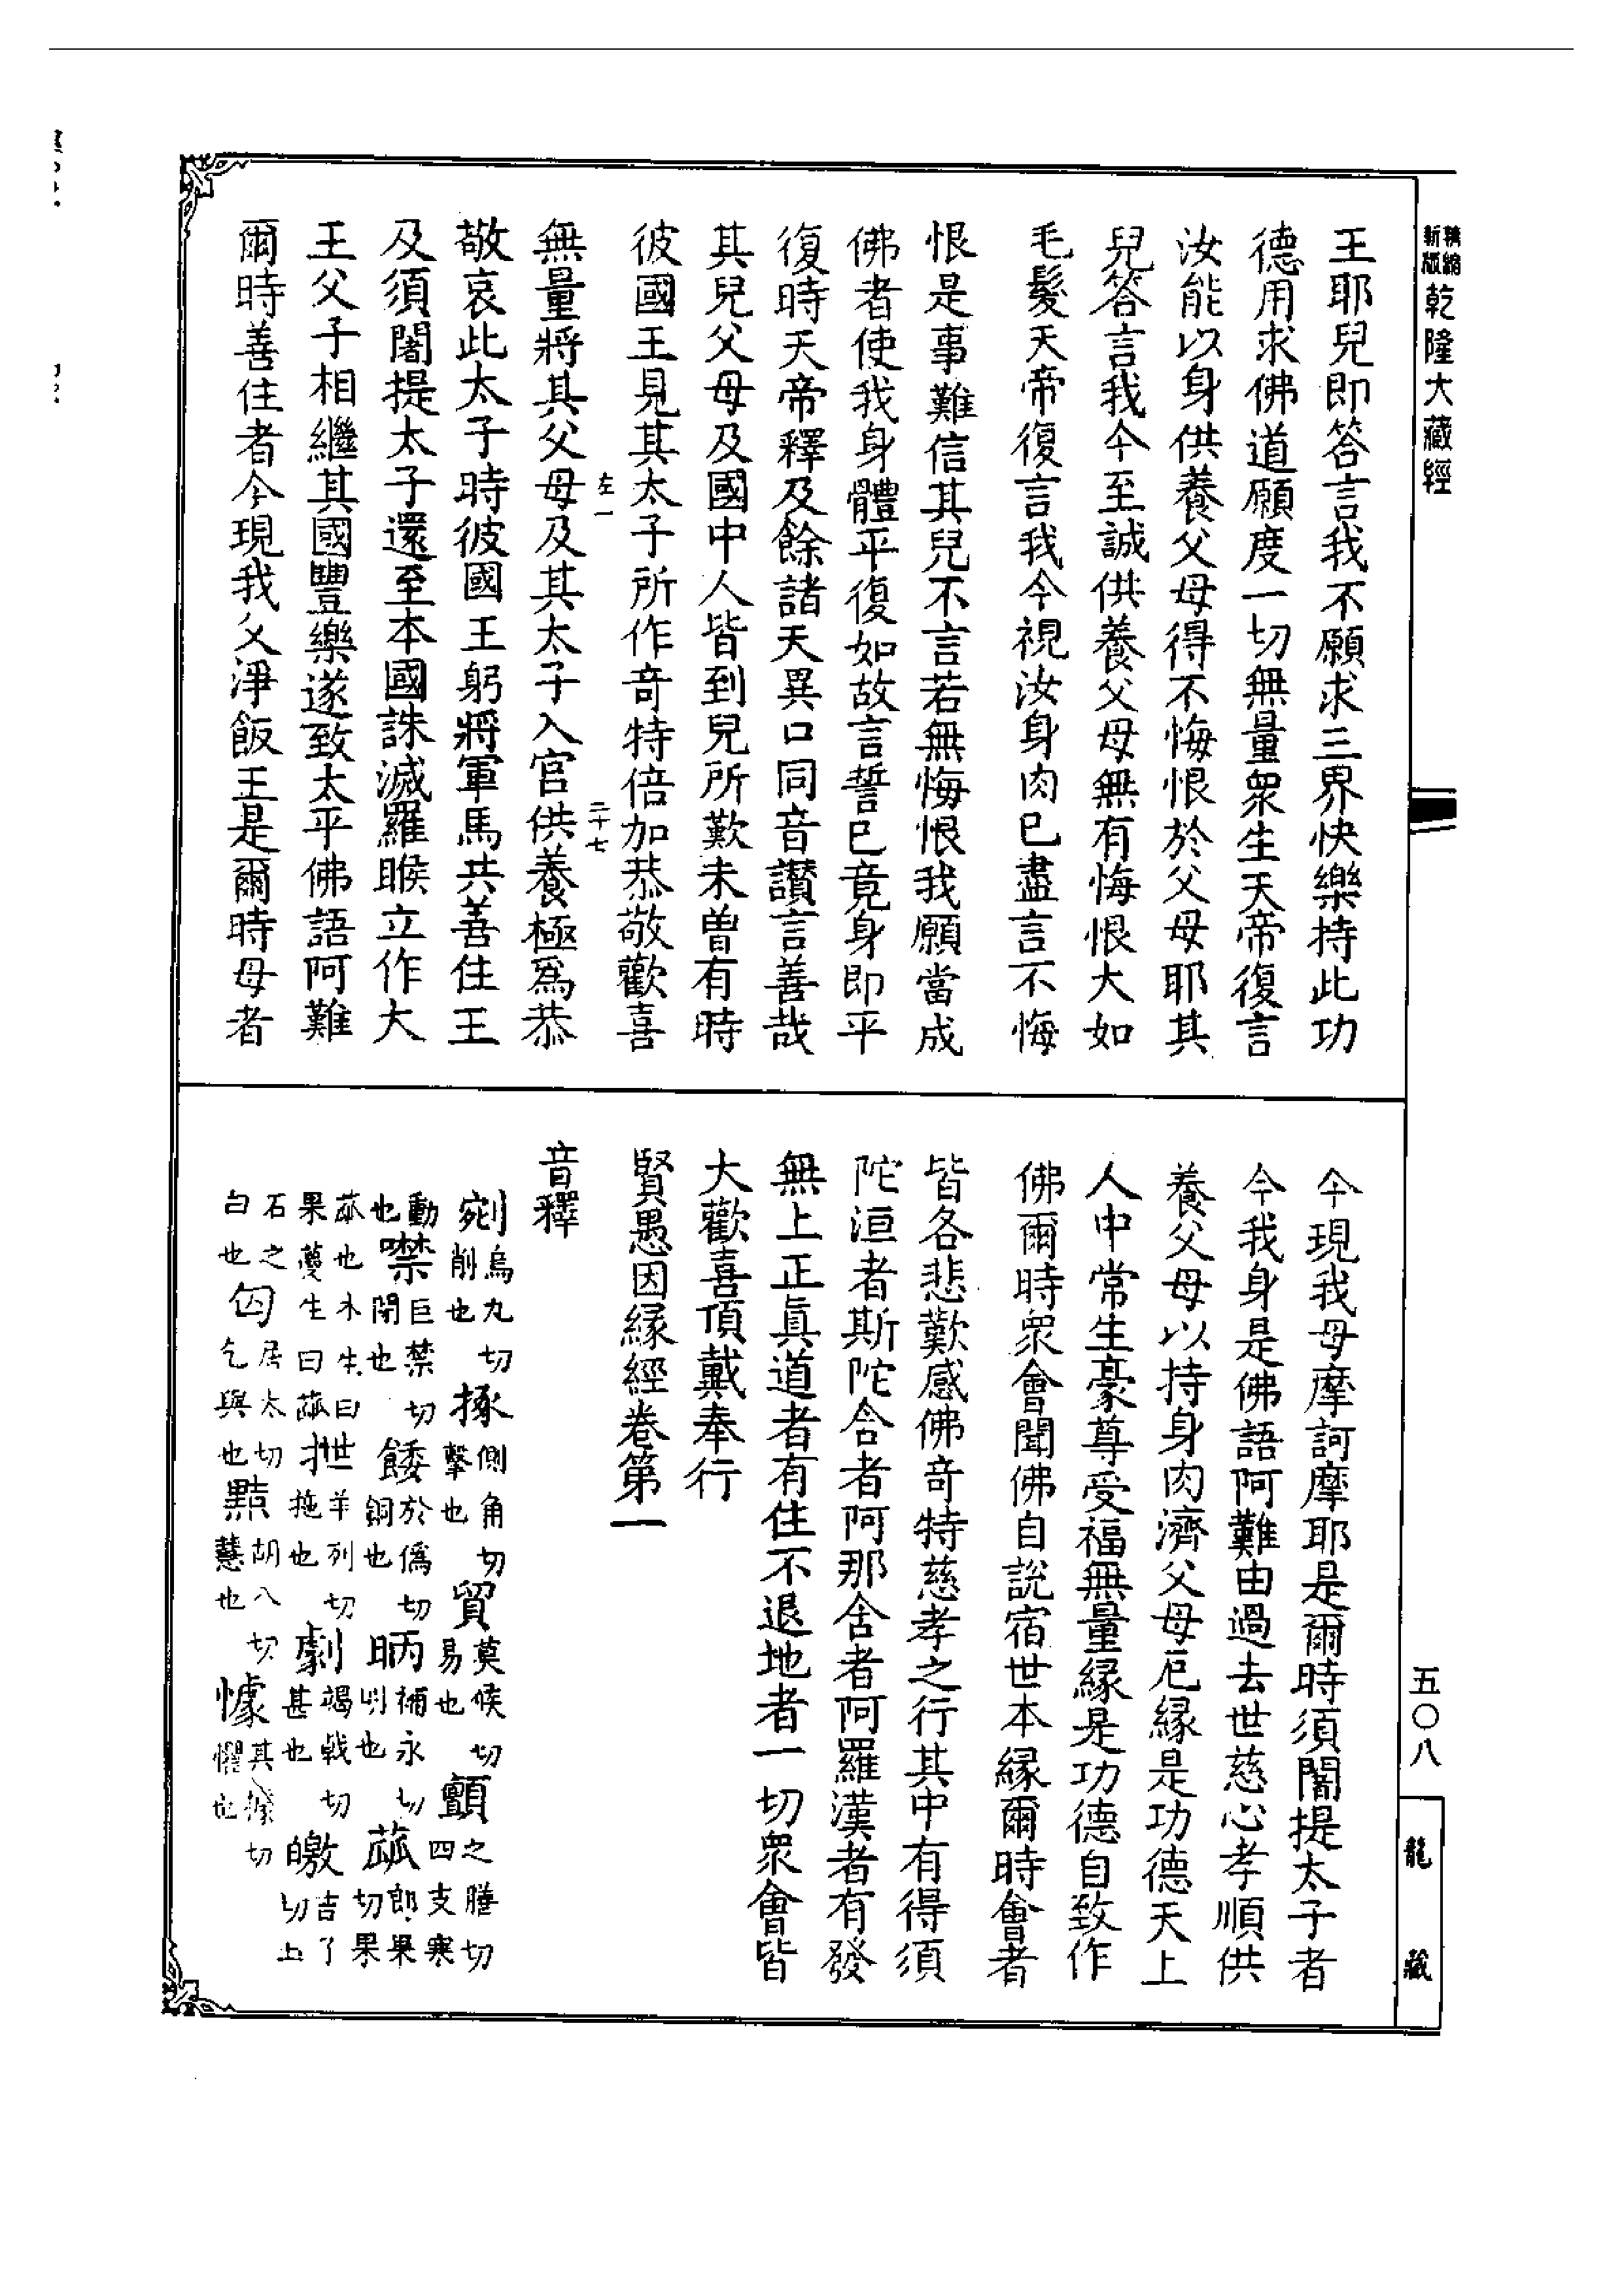 精縮新版乾隆大藏經
王耶兒即答言我不願求三界快樂持此功
德用求佛道願度一切無量眾生天帝復言
汝能以身供養父母得不悔恨於父母耶其
兒答言我今至誠供養父母無有悔恨大如
毛髮天帝復言我今視汝身肉已盡言不悔
恨是事難信其兒不言若無悔恨我願當成
佛者使我身體平復如故言誓已竟身即平
復時天帝釋及餘諸天異口同音讚言善哉
其兒父母及國中人皆到兒所歎未曾有時
彼國王見其太子所作奇特倍加恭敬歡喜
左一
二十七
無量將其父母及其太子入宮供養極爲恭
敬哀此太子時彼國王躬將軍馬共善住王
及須闍提太子還至本國誅滅羅睺立作大
王父子相繼其國豐樂遂致太平佛語阿難
爾時善住者今現我父淨飯王是爾時母者
今現我母摩訶摩耶是爾時須闍提太子者
今我身是佛語阿難由過去世慈心孝順供
養父母以持身肉濟父母厄緣是功德天上
人中常生豪尊受福無量緣是功德自致作
佛爾時眾會聞佛自說宿世本緣爾時會者
皆各悲歎感佛奇特慈孝之行其中有得須
陀洹者斯陀含者阿那含者阿羅漢者有發
無上正真道者有住不退地者一切眾會皆
大歡喜頂戴奉行
賢愚因緣經卷第一
音釋
剜烏九切削也 㧻側角切擊也 貿莫候切易也 顫之膳切四支寒
動也 噤巨禁切閉也 餧於僞切飼也 昞補永切明也 蓏郎果切果
蓏也木生曰果蔓生曰蓏 抴羊列切拖也 劇竭戟切甚也 皦吉了切上
石之白也 匃居太切乞與也 黠胡八切慧也 懅其據切懼也
五〇八
龍藏